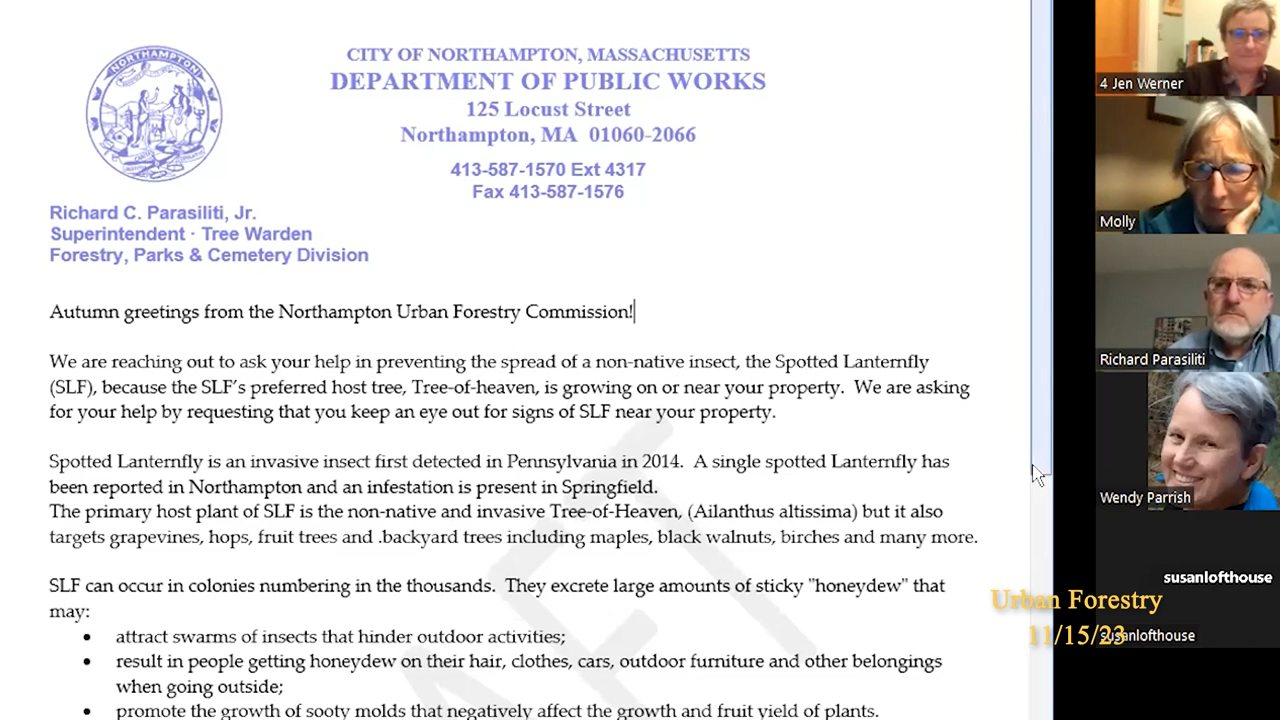 NORTHAMPTON
CITY OF NORTHAMPTON, MASSACHUSETTS
DEPARTMENT OF PUBLIC WORKS
125 Locust Street
Northampton, MA 01060-2066
413-587-1570 Ext 4317
Fax 413-587-1576
Richard C. Parasiliti, Jr.
Superintendent · Tree Warden
Forestry, Parks & Cemetery Division
Autumn greetings from the Northampton Urban Forestry Commission!
We are reaching out to ask your help in preventing the spread of a non-native insect, the Spotted Lanternfly
(SLF), because the SLF's preferred host tree, Tree-of-heaven, is growing on or near your property. We are asking
for your help by requesting that you keep an eye out for signs of SLF near your property.
Spotted Lanternfly is an invasive insect first detected in Pennsylvania in 2014. A single spotted Lanternfly has
been reported in Northampton and an infestation is present in Springfield.
The primary host plant of SLF is the non-native and invasive Tree-of-Heaven, (Ailanthus altissima) but it also
targets grapevines, hops, fruit trees and .backyard trees including maples, black walnuts, birches and many more.
SLF can occur in colonies numbering in the thousands. They excrete large amounts of sticky "honeydew" that
may:
• attract swarms of insects that hinder outdoor activities;
• result in people getting honeydew on their hair, clothes, cars, outdoor furniture and other belongings
when going outside;
• promote the growth of sooty molds that negatively affect the growth and fruit yield of plants.
4 Jen Werner
Molly
Richard Parasiliti
Wendy Parrish
susanlofthouse
Urban Forestry
11/15/23
susanlofthouse